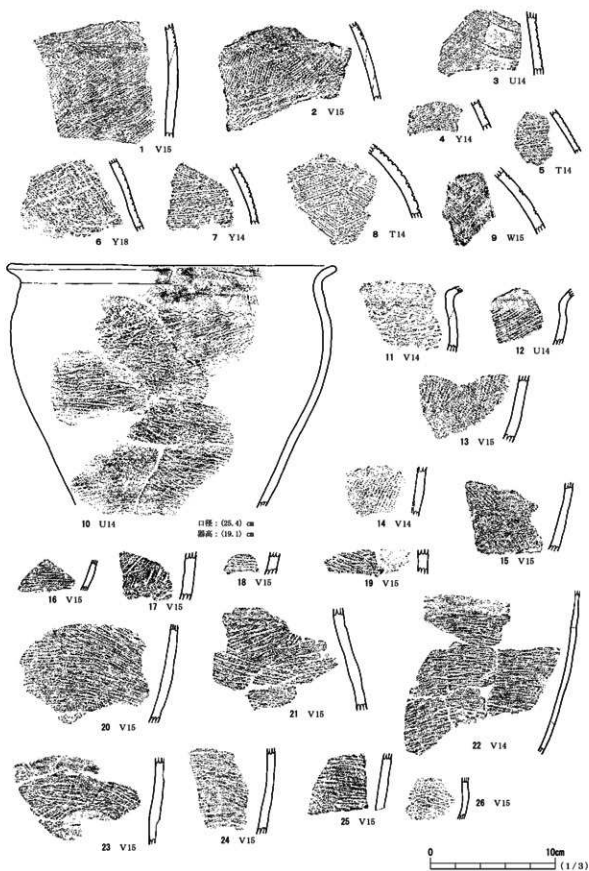 1 V15
2 V15
3 U14
4 Y14
5 T14
6 Y18
7 Y14
8 T14
9 W15
10 U14
口径：(25.4) cm
器高：(19.1) cm
11 V14
12 U14
13 V15
14 V14
15 V15
16 V15
17 V15
18 V15
19 V15
20 V15
21 V15
22 V14
23 V15
24 V15
25 V15
26 V15
0 10cm
(1/3)